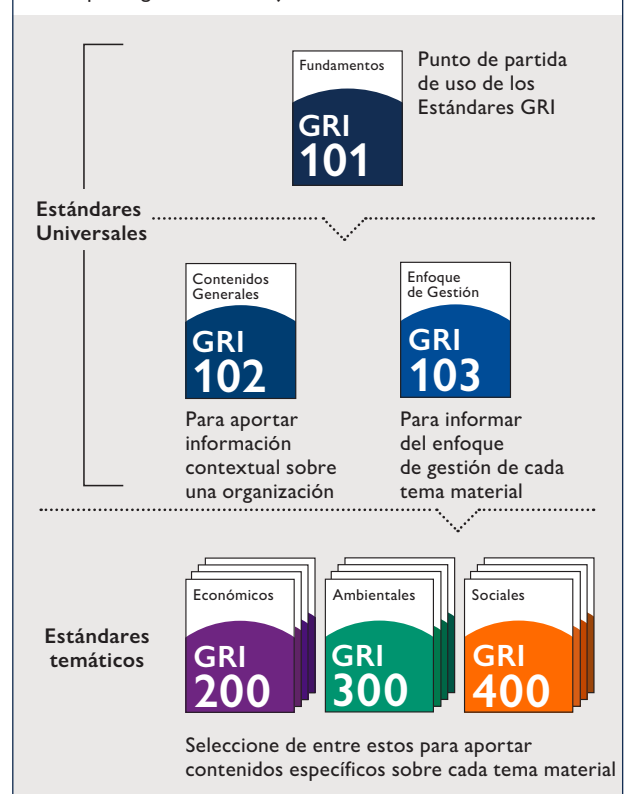 Fundamentos
GRI
101
Punto de partida
de uso de los
Estándares GRI
Estándares
Universales
Contenidos
Generales
GRI
102
Para aportar
información
contextual sobre
una organización
Enfoque
de Gestión
GRI
103
Para informar
del enfoque
de gestión de cada
tema material
Estándares
temáticos
Económicos
GRI
200
Ambientales
GRI
300
Sociales
GRI
400
Seleccione de entre estos para aportar
contenidos específicos sobre cada tema material